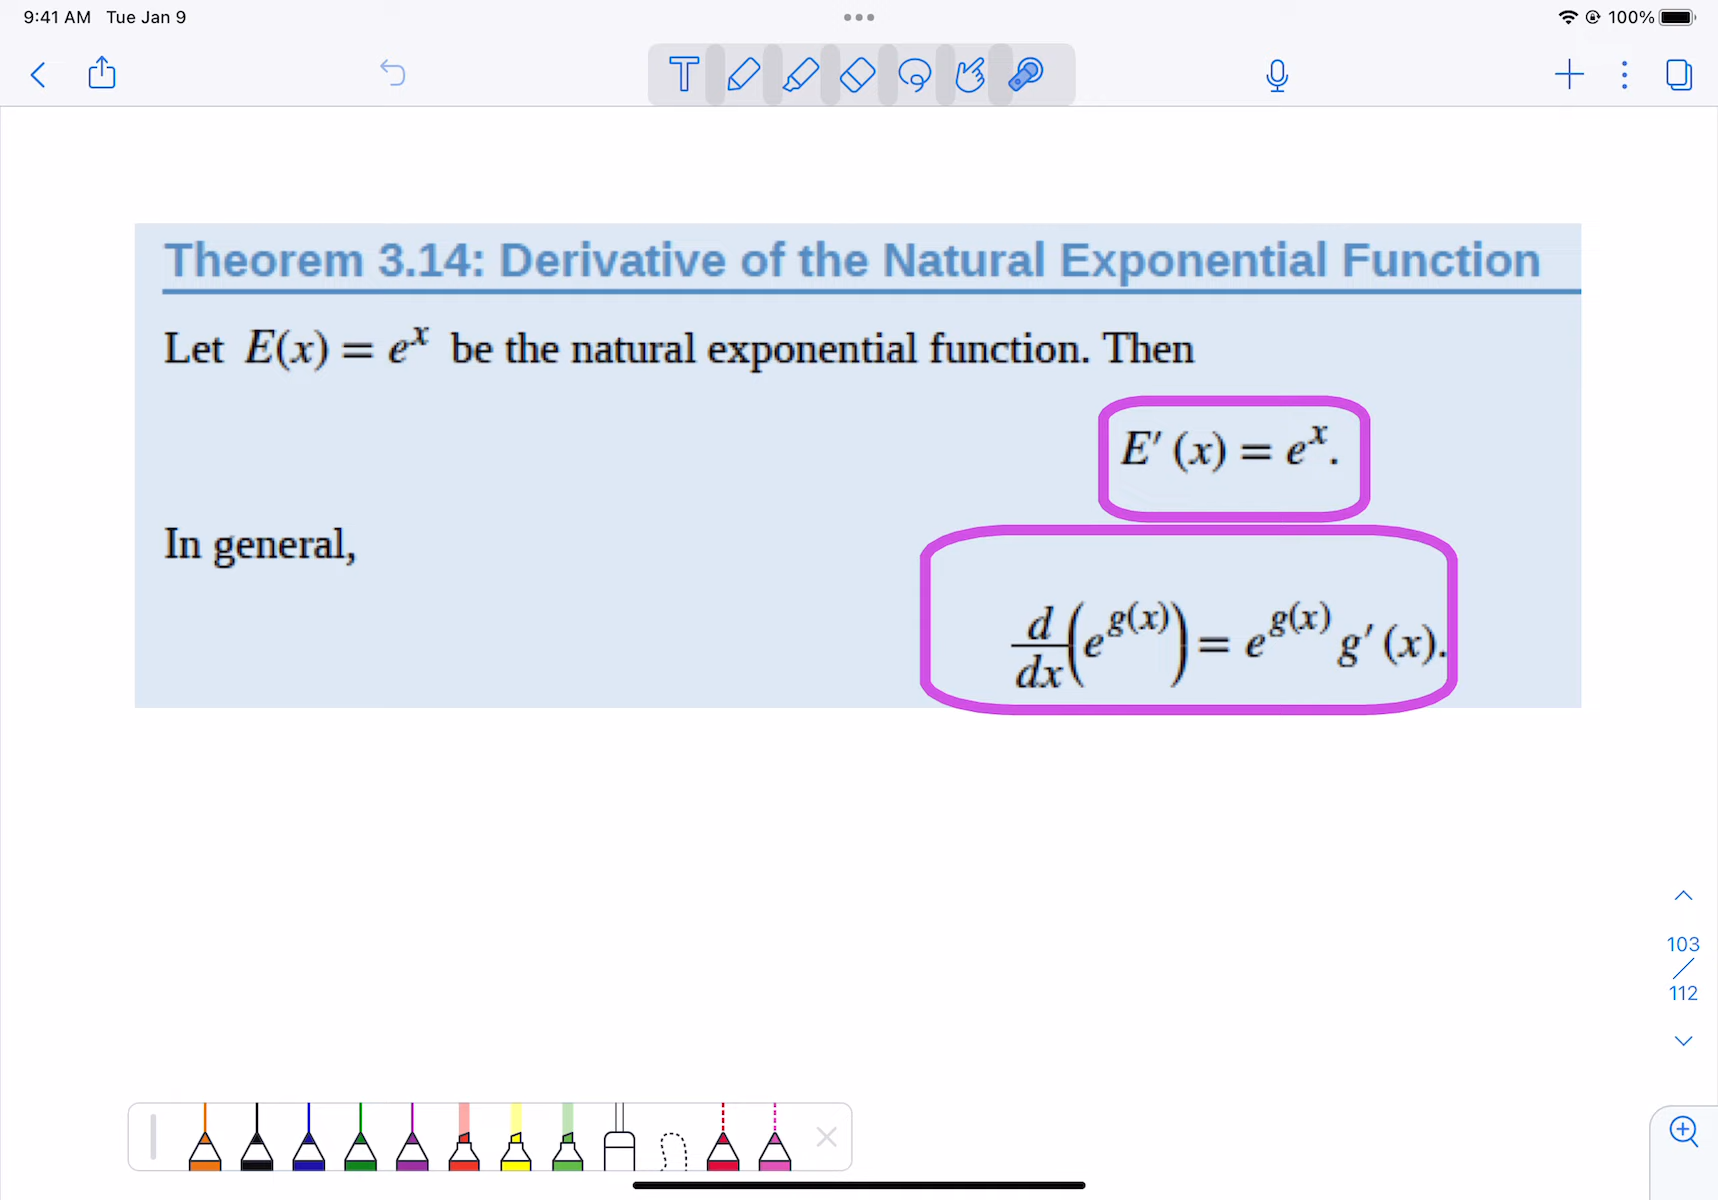 9:41 AM Tue Jan 9
100%
T
Theorem 3.14: Derivative of the Natural Exponential Function
Let E(x) = e^x be the natural exponential function. Then
E′ (x) = e^x.
In general,
d/dx(e^g(x)) = e^g(x) g′ (x).
103
/
112